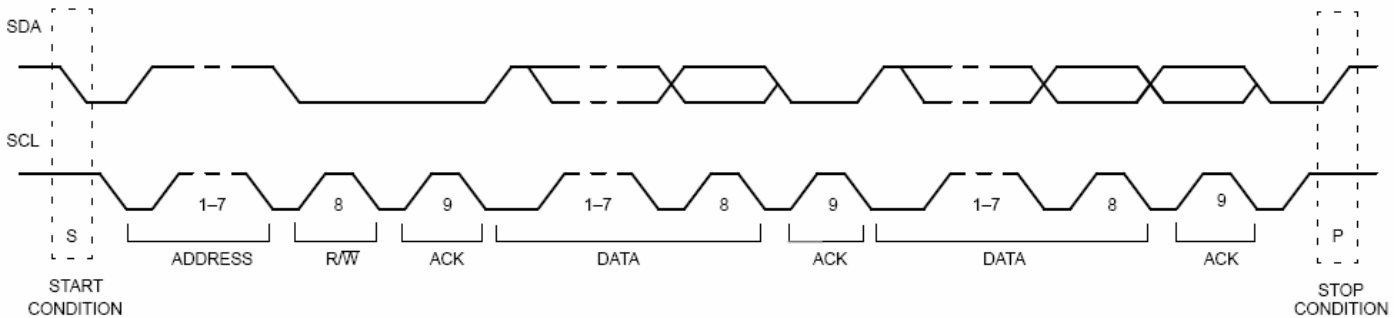 SDA
SCL
1–7 8 9 1–7 8 9 1–7 8 9
S P
ADDRESS R/W̅ ACK DATA ACK DATA ACK
START
CONDITION
STOP
CONDITION